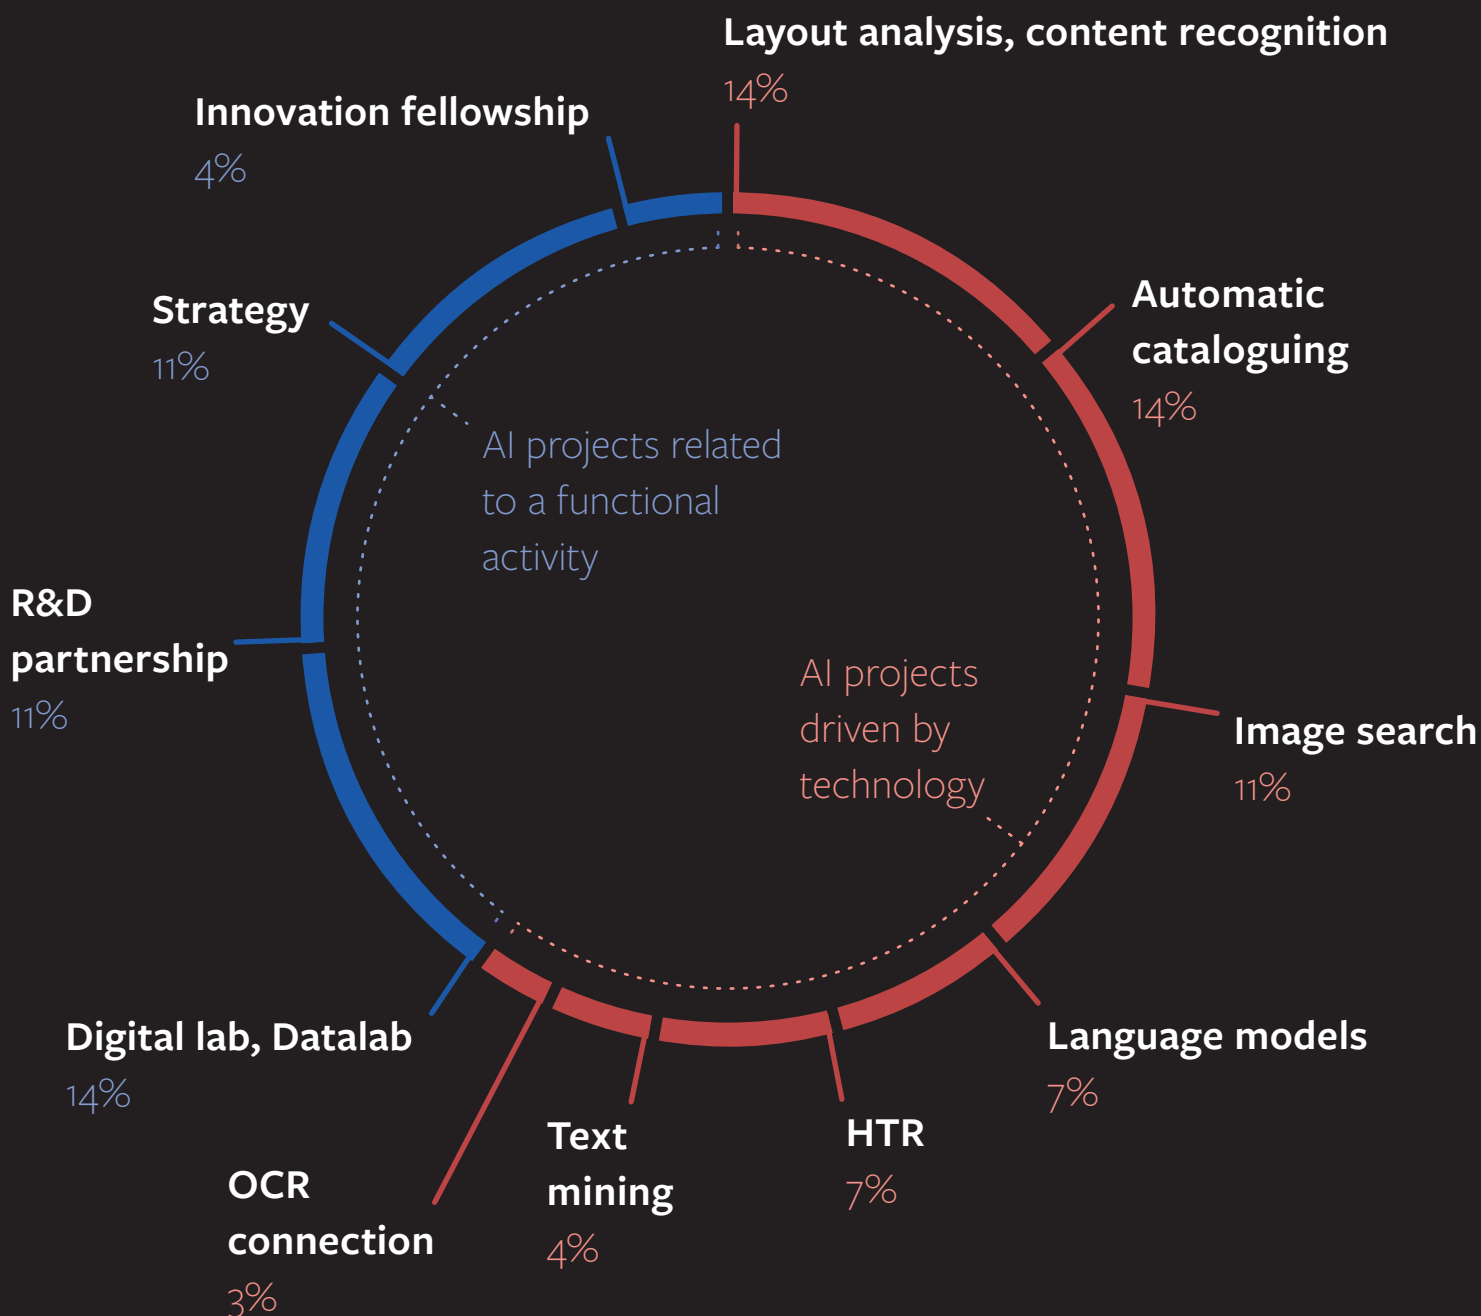 Layout analysis, content recognition
14%
Innovation fellowship
4%
Automatic
cataloguing
14%
Strategy
11%
AI projects related
to a functional
activity
R&D
partnership
11%
AI projects
driven by
technology
Image search
11%
Language models
7%
Digital lab, Datalab
14%
Text
mining
4%
HTR
7%
OCR
connection
3%